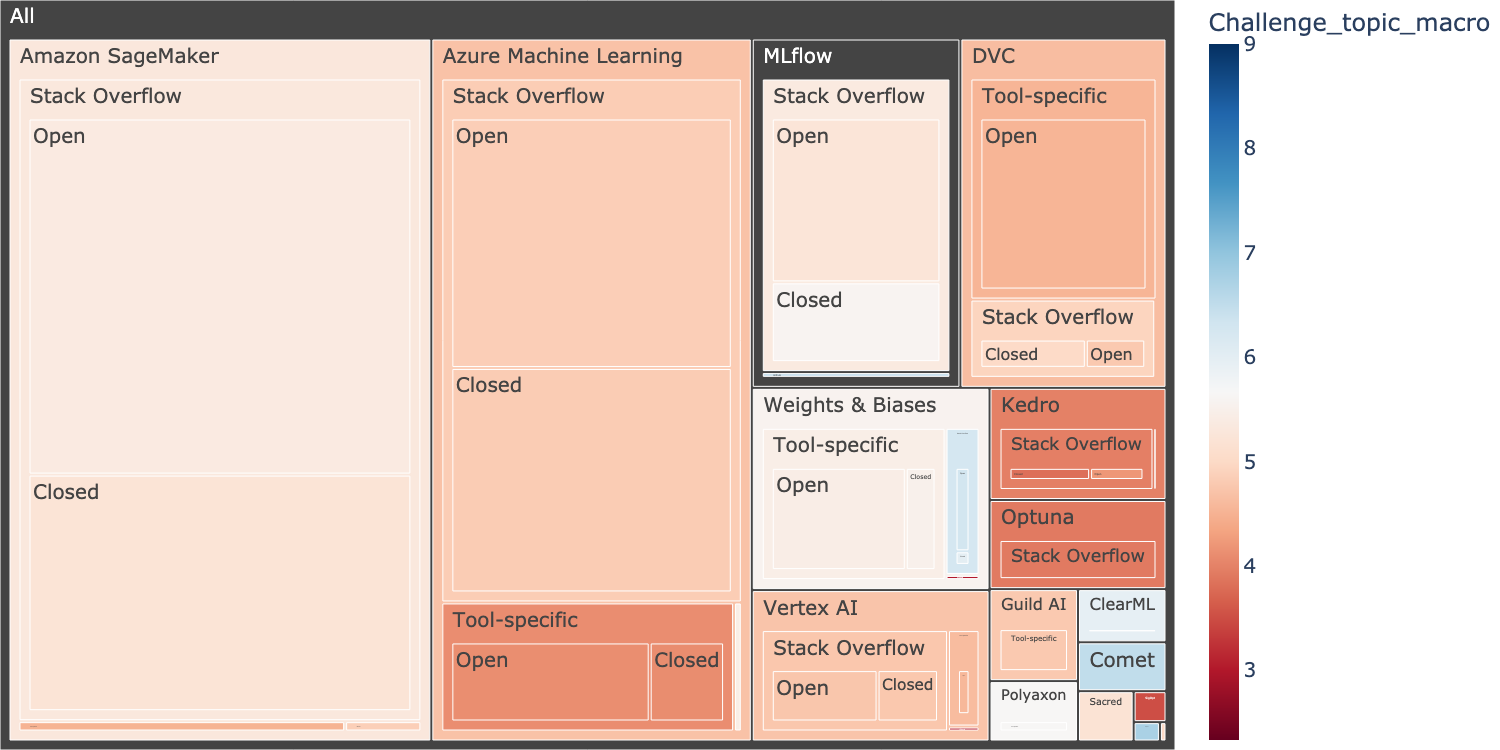 All
Amazon SageMaker
Stack Overflow
Open
Closed
Azure Machine Learning
Stack Overflow
Open
Closed
Tool-specific
Open
Closed
MLflow
Stack Overflow
Open
Closed
DVC
Tool-specific
Open
Stack Overflow
Closed
Open
Weights & Biases
Tool-specific
Open
Closed
Vertex AI
Stack Overflow
Open
Closed
Kedro
Stack Overflow
Optuna
Stack Overflow
Guild AI
Tool-specific
ClearML
Comet
Polyaxon
Sacred
Challenge_topic_macro
9
8
7
6
5
4
3